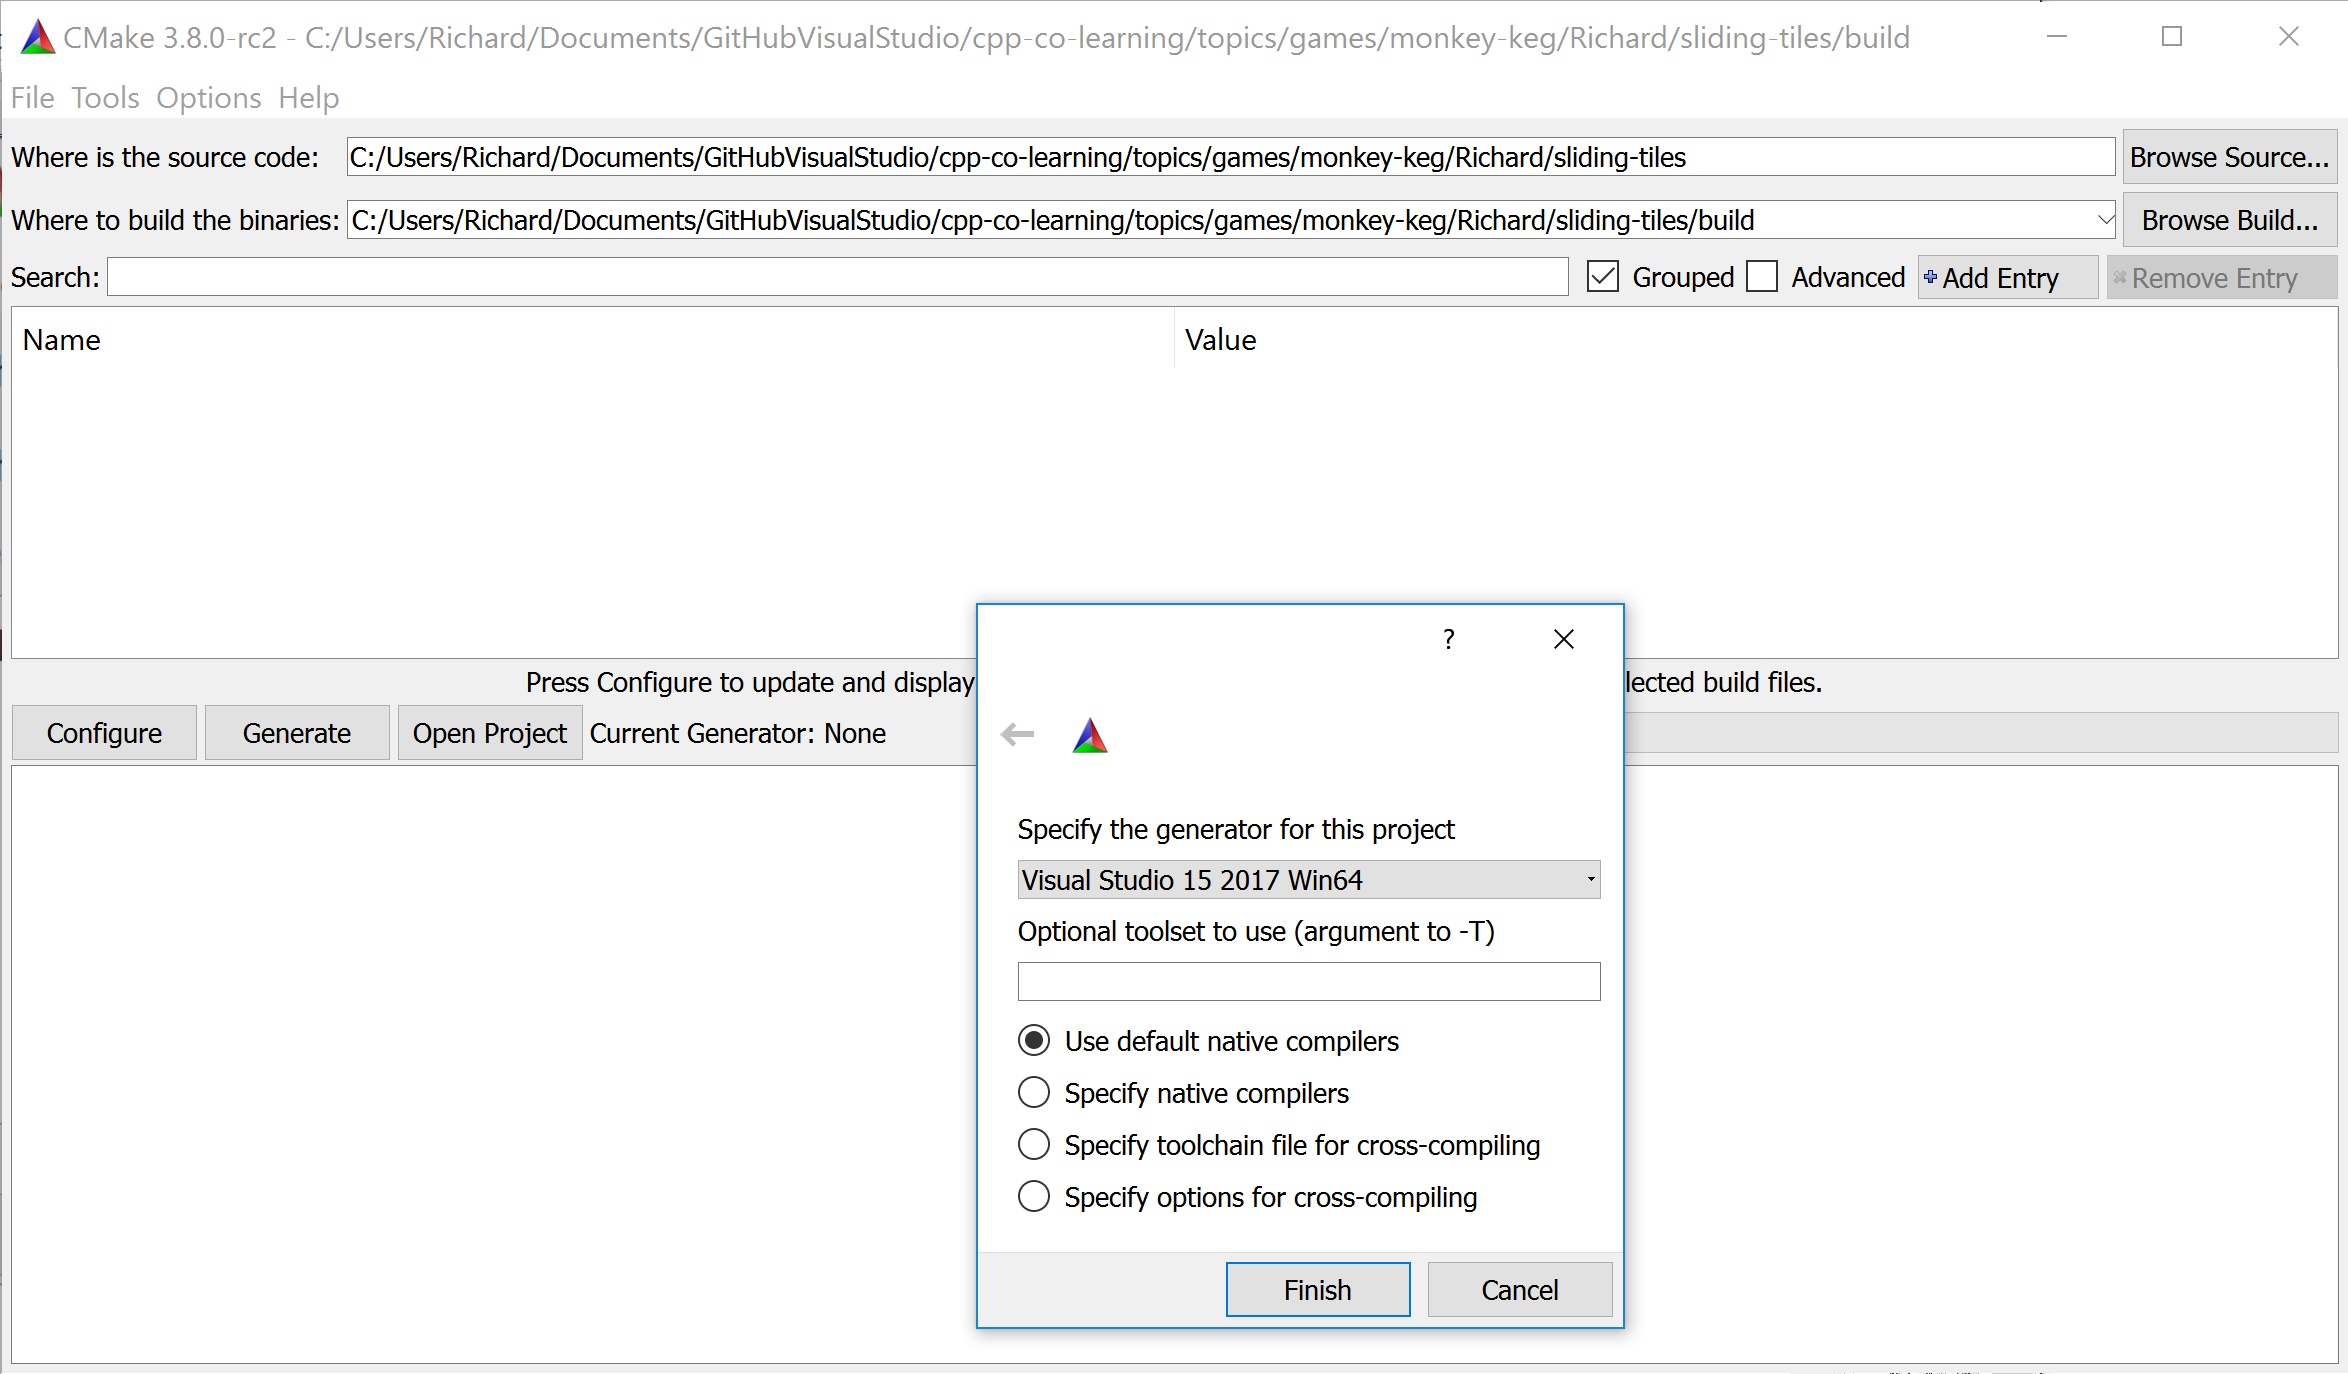 CMake 3.8.0-rc2 - C:/Users/Richard/Documents/GitHubVisualStudio/cpp-co-learning/topics/games/monkey-keg/Richard/sliding-tiles/build
File Tools Options Help
Where is the source code: C:/Users/Richard/Documents/GitHubVisualStudio/cpp-co-learning/topics/games/monkey-keg/Richard/sliding-tiles Browse Source...
Where to build the binaries: C:/Users/Richard/Documents/GitHubVisualStudio/cpp-co-learning/topics/games/monkey-keg/Richard/sliding-tiles/build Browse Build...
Search: Grouped Advanced Add Entry Remove Entry
Name Value
Press Configure to update and display lected build files.
Configure Generate Open Project Current Generator: None
?
Specify the generator for this project
Visual Studio 15 2017 Win64
Optional toolset to use (argument to -T)
Use default native compilers
Specify native compilers
Specify toolchain file for cross-compiling
Specify options for cross-compiling
Finish Cancel